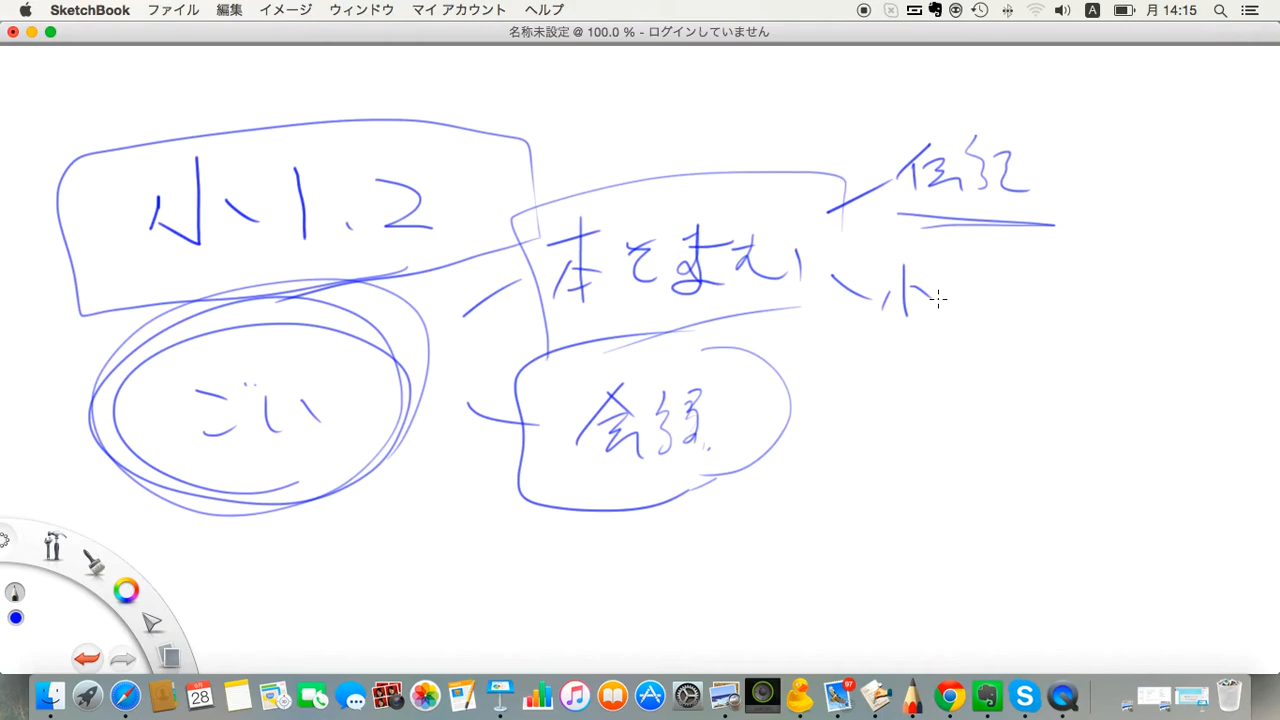 SketchBook ファイル 編集 イメージ ウィンドウ マイ アカウント ヘルプ A 月 14:15
名称未設定 @ 100.0 % - ログインしていません
小1、2
伝記
本をよむ
小
ごい
会話
28
97